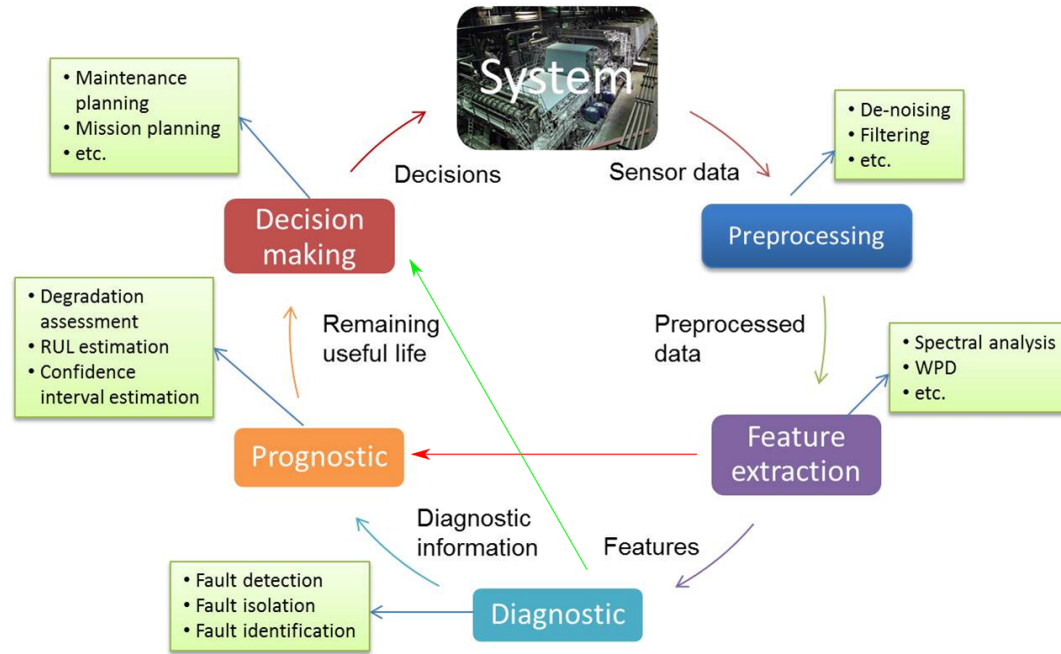 System
• Maintenance
planning
• Mission planning
• etc.
• De-noising
• Filtering
• etc.
Decisions
Sensor data
Decision
making
Preprocessing
• Degradation
assessment
• RUL estimation
• Confidence
interval estimation
Remaining
useful life
Preprocessed
data
• Spectral analysis
• WPD
• etc.
Prognostic
Feature
extraction
Diagnostic
information
Features
• Fault detection
• Fault isolation
• Fault identification
Diagnostic